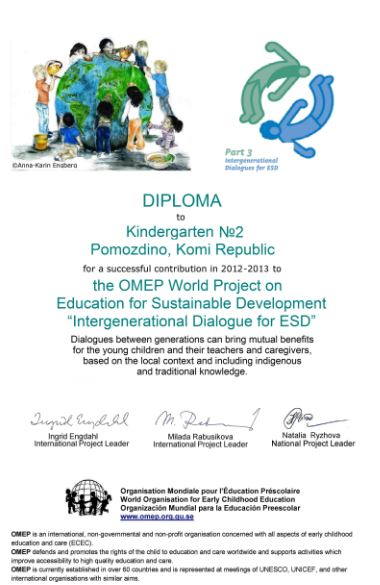 ©Anna-Karin Engberg
Part 3
Intergenerational
Dialogues for ESD
DIPLOMA
to
Kindergarten №2
Pomozdino, Komi Republic
for a successful contribution in 2012-2013 to
the OMEP World Project on
Education for Sustainable Development
“Intergenerational Dialogue for ESD”
Dialogues between generations can bring mutual benefits
for the young children and their teachers and caregivers,
based on the local context and including indigenous
and traditional knowledge.
Ingrid Engdahl
Ingrid Engdahl
International Project Leader
Milada Rabusikova
International Project Leader
Natalia Ryzhova
National Project Leader
Organisation Mondiale pour l'Éducation Préscolaire
World Organisation for Early Childhood Education
Organización Mundial para la Educación Preescolar
www.omep.org.gu.se
OMEP is an international, non-governmental and non-profit organisation concerned with all aspects of early childhood
education and care (ECEC).
OMEP defends and promotes the rights of the child to education and care worldwide and supports activities which
improve accessibility to high quality education and care.
OMEP is currently established in over 60 countries and is represented at meetings of UNESCO, UNICEF, and other
international organisations with similar aims.